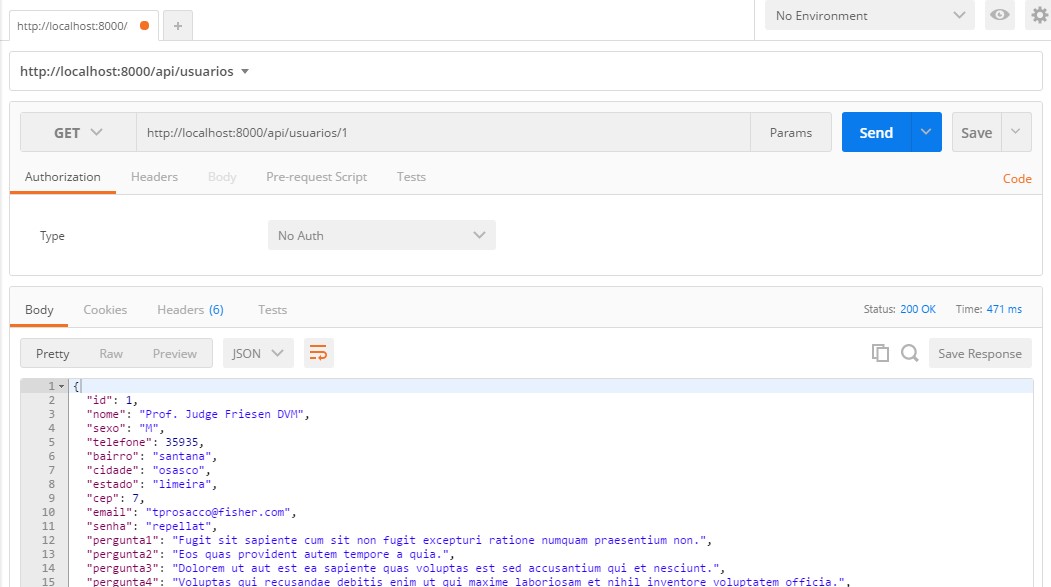 http://localhost:8000/
+
No Environment
http://localhost:8000/api/usuarios
GET http://localhost:8000/api/usuarios/1 Params Send Save
Authorization Headers Body Pre-request Script Tests Code
Type No Auth
Body Cookies Headers (6) Tests Status: 200 OK Time: 471 ms
Pretty Raw Preview JSON Save Response
1 {
2 "id": 1,
3 "nome": "Prof. Judge Friesen DVM",
4 "sexo": "M",
5 "telefone": 35935,
6 "bairro": "santana",
7 "cidade": "osasco",
8 "estado": "limeira",
9 "cep": 7,
10 "email": "tprosacco@fisher.com",
11 "senha": "repellat",
12 "pergunta1": "Fugit sit sapiente cum sit non fugit excepturi ratione numquam praesentium non.",
13 "pergunta2": "Eos quas provident autem tempore a quia.",
14 "pergunta3": "Dolorem ut aut est ea sapiente quas voluptas est sed accusantium qui et nesciunt.",
15 "pergunta4": "Voluptas qui recusandae debitis enim ut qui maxime laboriosam et nihil inventore voluptatem officia.",